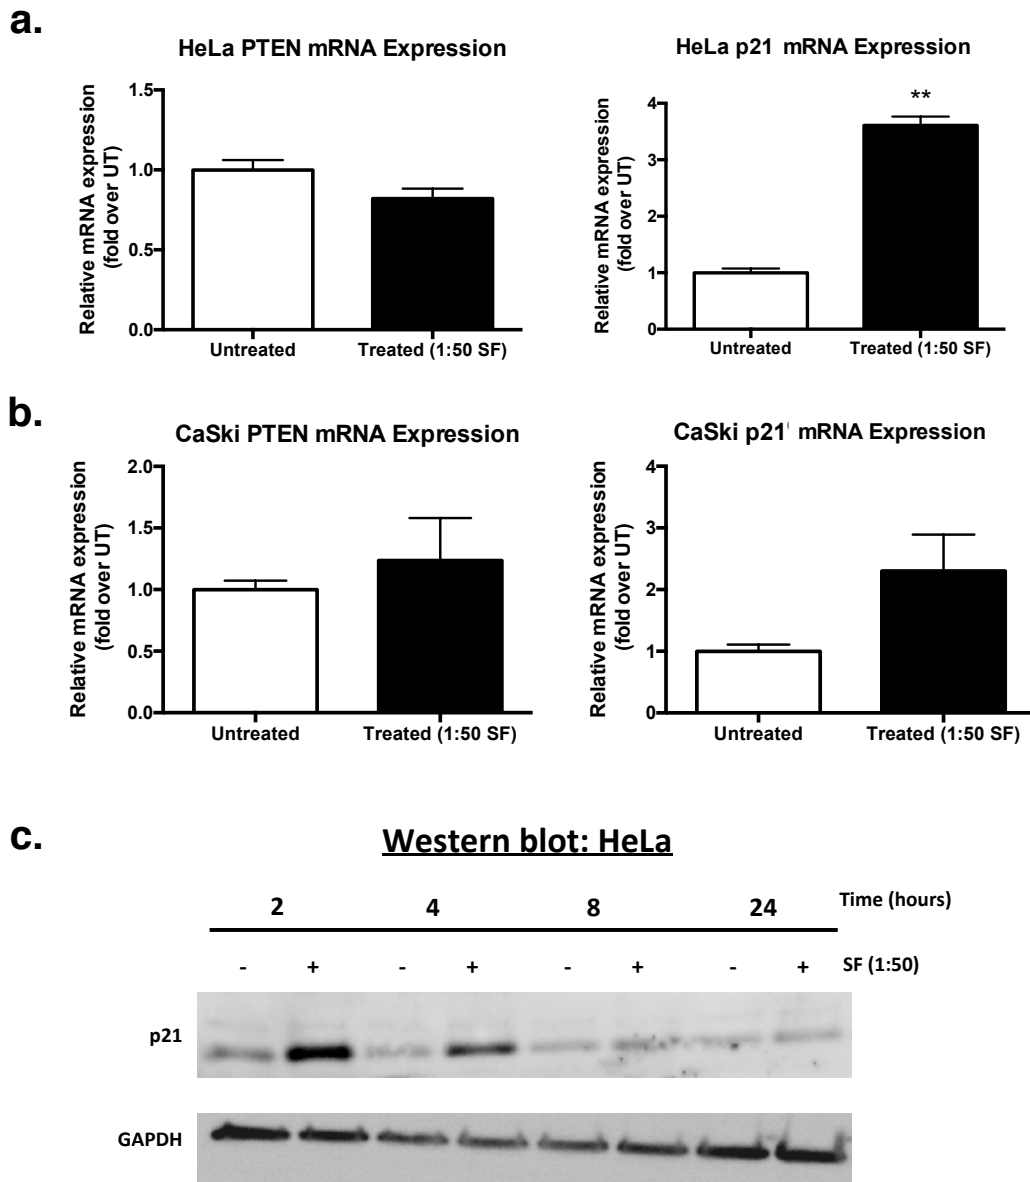 a.
HeLa PTEN mRNA Expression
Relative mRNA expression
(fold over UT)
1.5
1.0
0.5
0.0
Untreated
Treated (1:50 SF)
HeLa p21 mRNA Expression
Relative mRNA expression
(fold over UT)
4
3
2
1
0
**
Untreated
Treated (1:50 SF)
b.
CaSki PTEN mRNA Expression
Relative mRNA expression
(fold over UT)
2.0
1.5
1.0
0.5
0.0
Untreated
Treated (1:50 SF)
CaSki p21 mRNA Expression
Relative mRNA expression
(fold over UT)
4
3
2
1
0
Untreated
Treated (1:50 SF)
c.
Western blot: HeLa
2 4 8 24 Time (hours)
- + - + - + - + SF (1:50)
p21
GAPDH